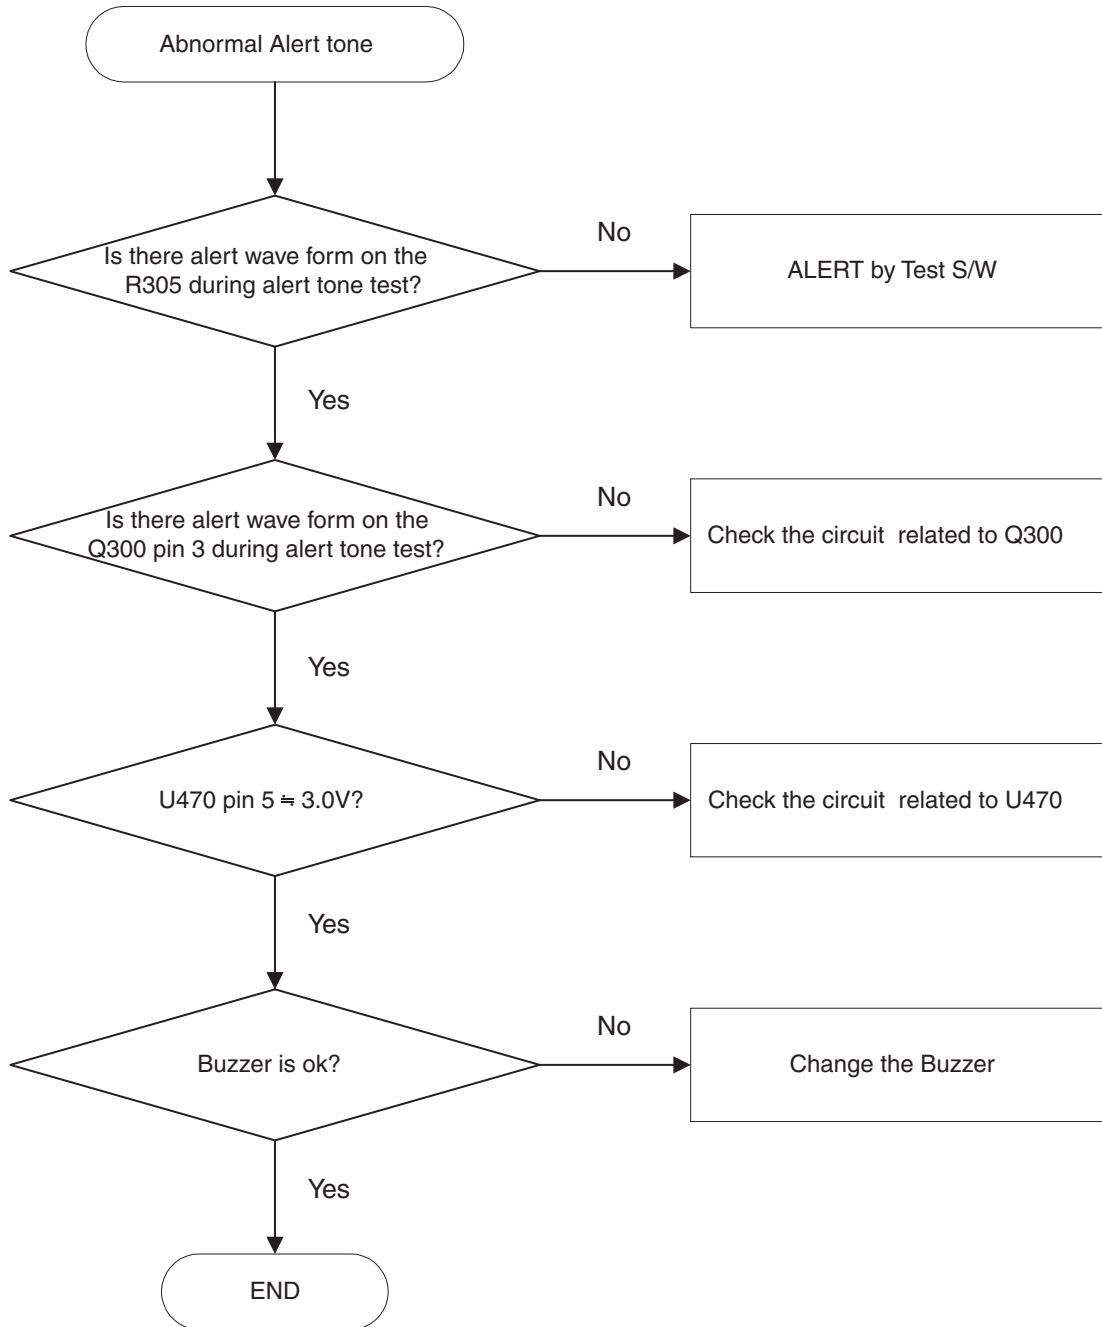 Abnormal Alert tone
Is there alert wave form on the
R305 during alert tone test?
No
ALERT by Test S/W
Yes
Is there alert wave form on the
Q300 pin 3 during alert tone test?
No
Check the circuit  related to Q300
Yes
U470 pin 5 ≒ 3.0V?
No
Check the circuit  related to U470
Yes
Buzzer is ok?
No
Change the Buzzer
Yes
END